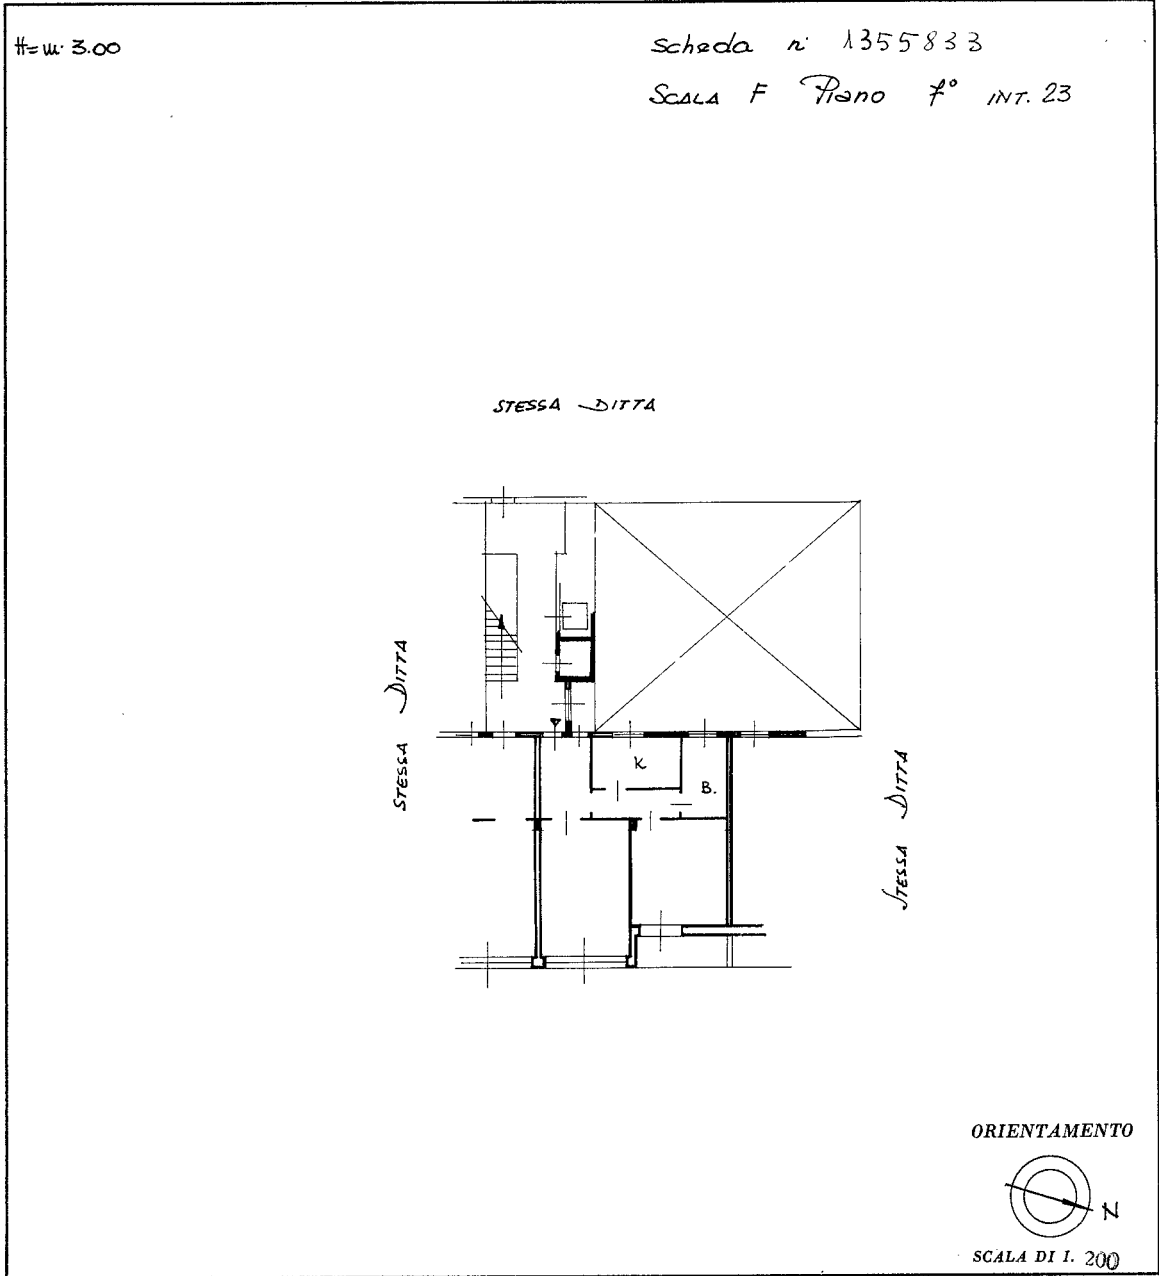 H=m. 3.00
Scheda n° 1355833
SCALA F Piano 7° INT. 23
STESSA DITTA
STESSA DITTA
K
B.
STESSA DITTA
ORIENTAMENTO
N
SCALA DI 1. 200